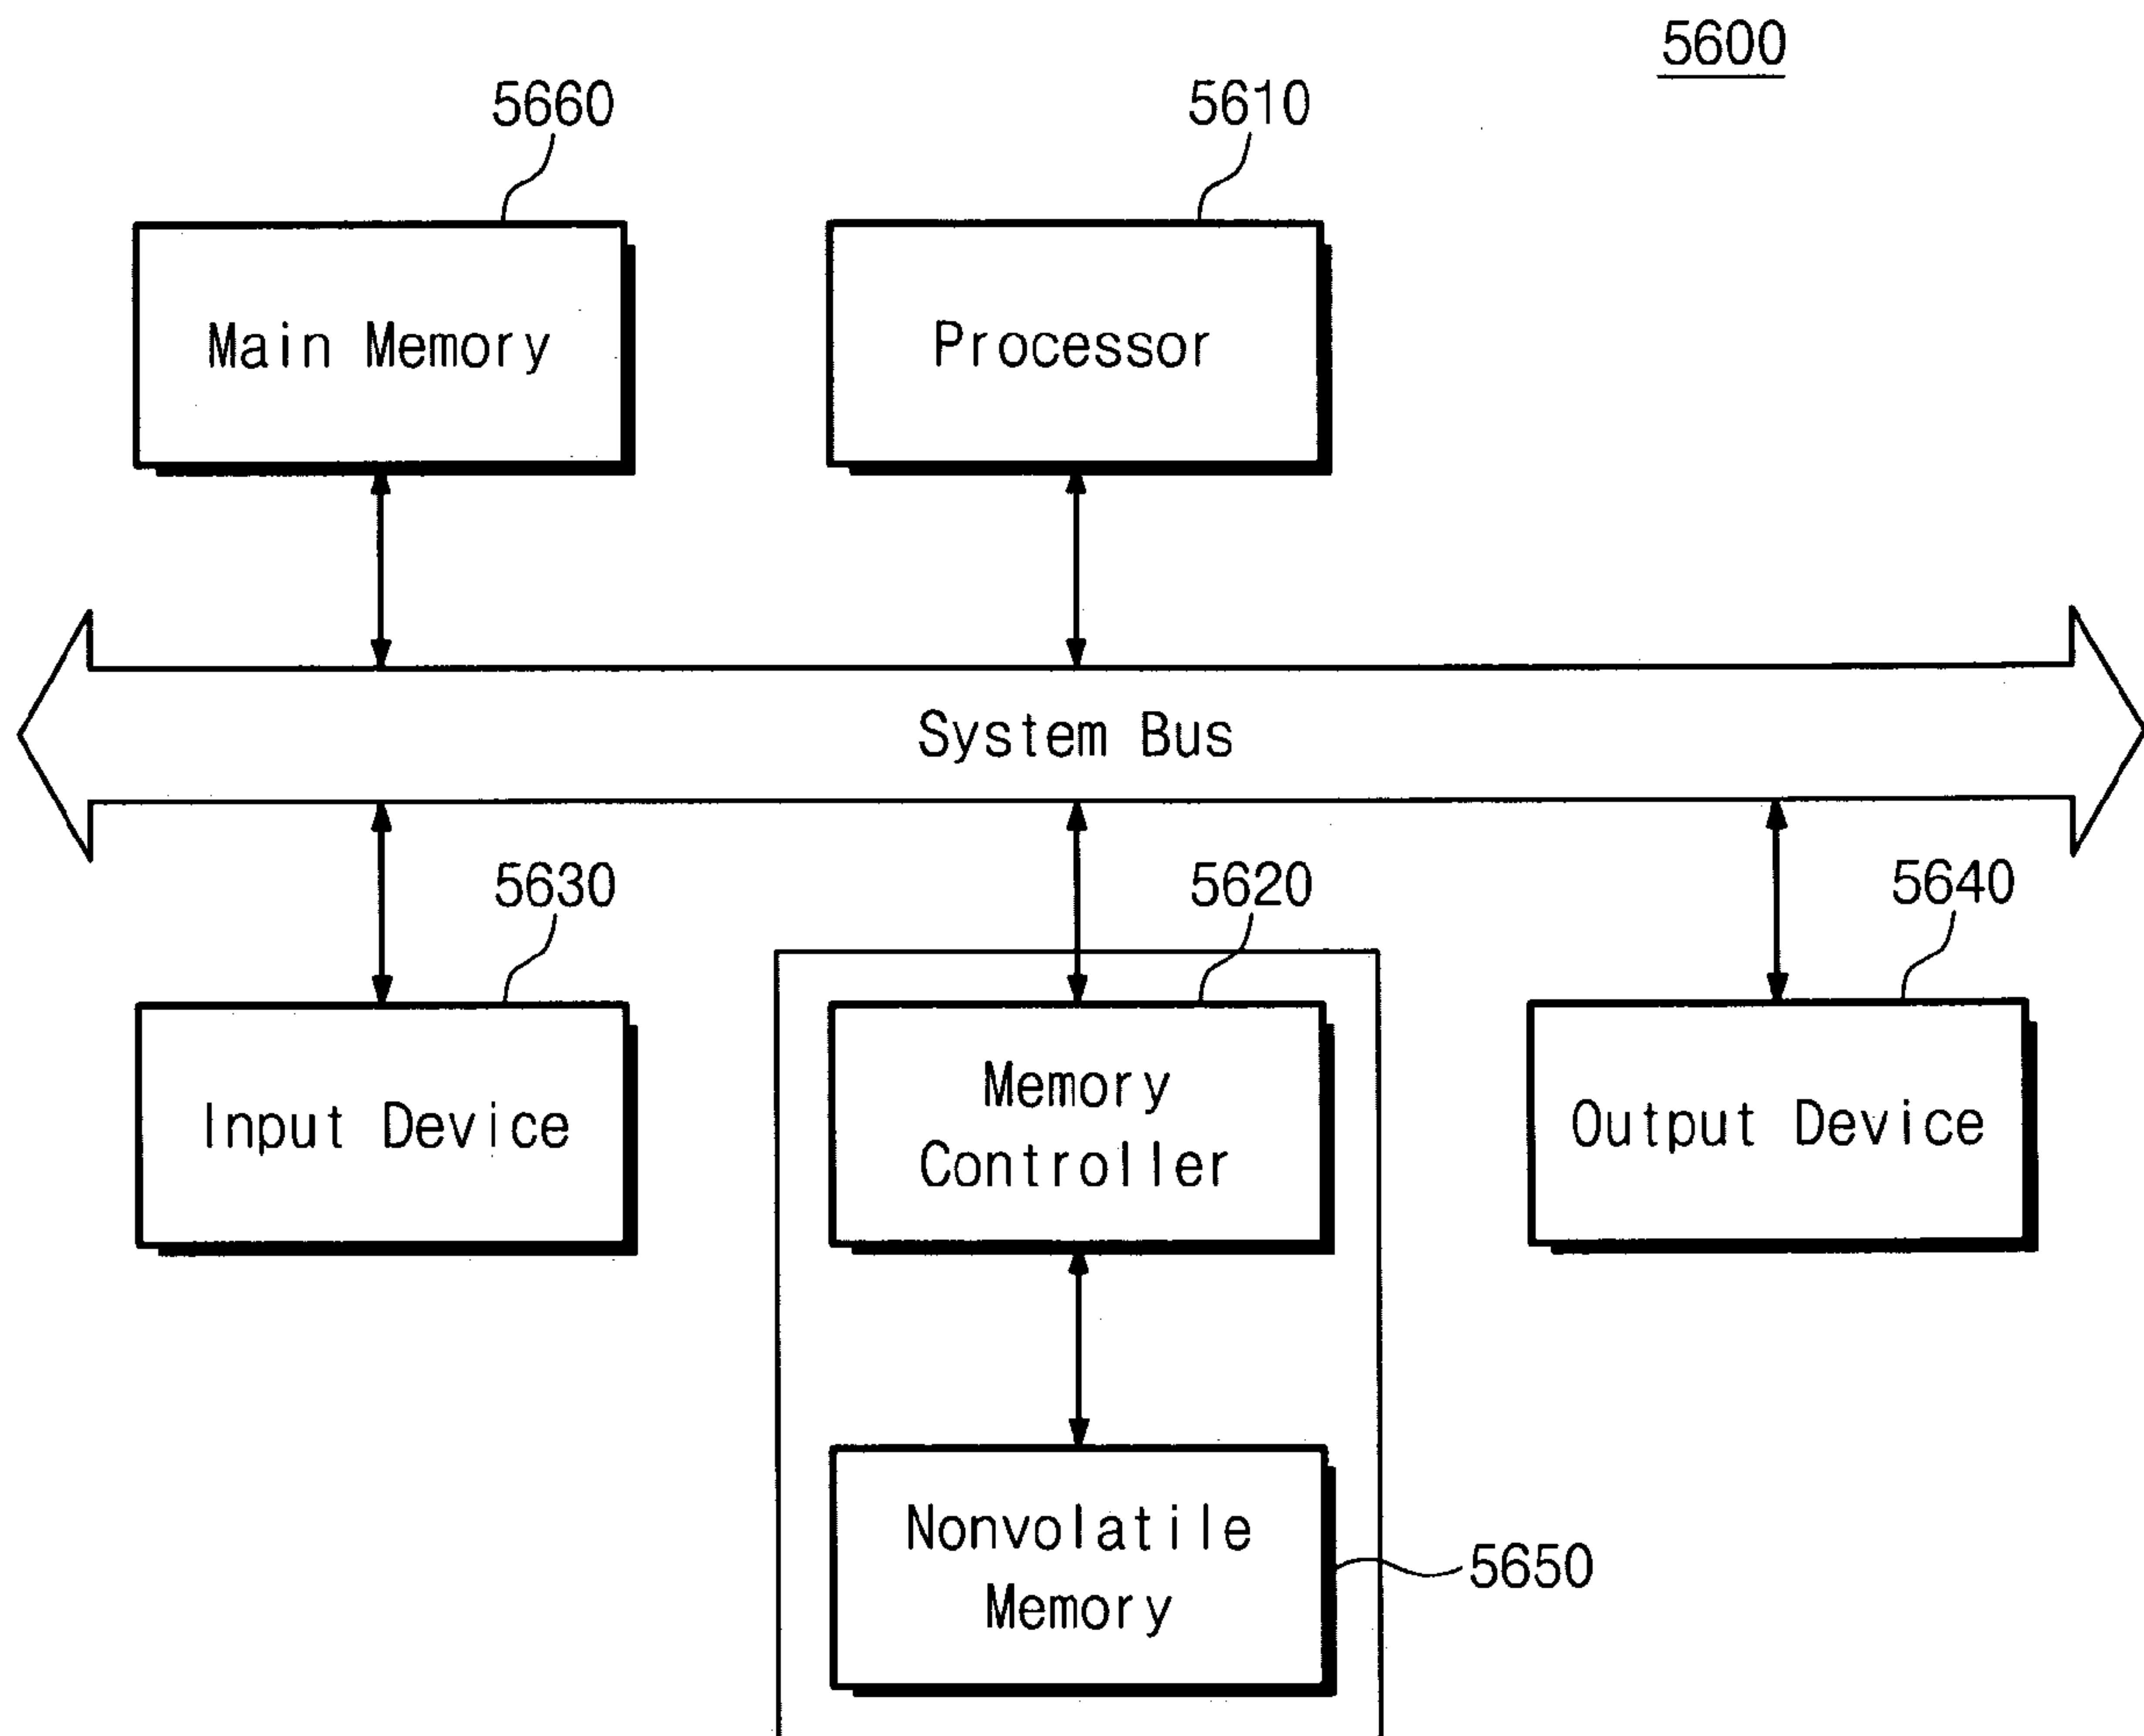 5600
5660
5610
Main Memory
Processor
System Bus
5630
5620
5640
Input Device
Memory
Controller
Output Device
Nonvolatile
Memory
5650